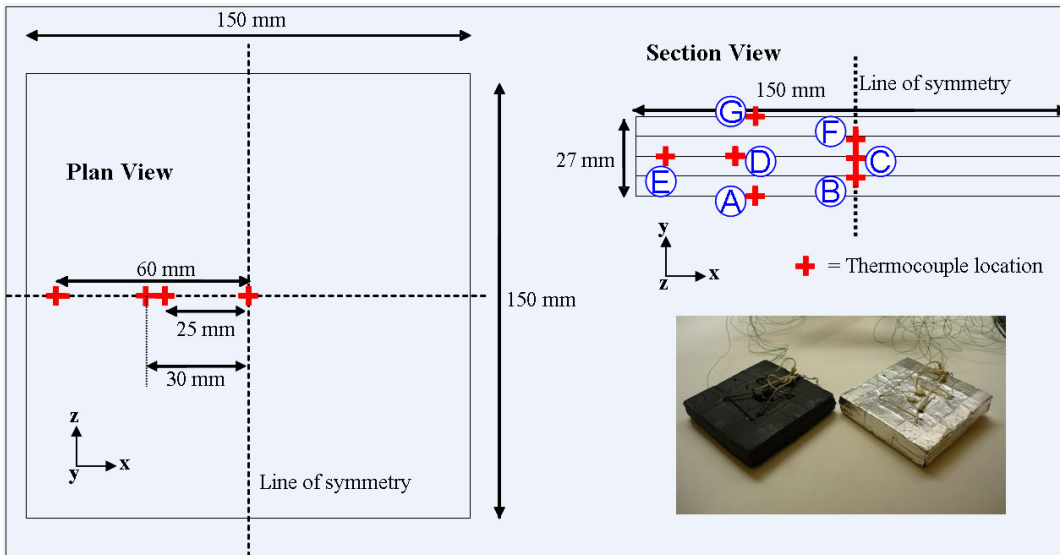 150 mm
Plan View
60 mm
25 mm
30 mm
150 mm
z
y
x
Line of symmetry
Section View
Line of symmetry
150 mm
G
F
27 mm
D
C
E
A
B
y
z
x
= Thermocouple location